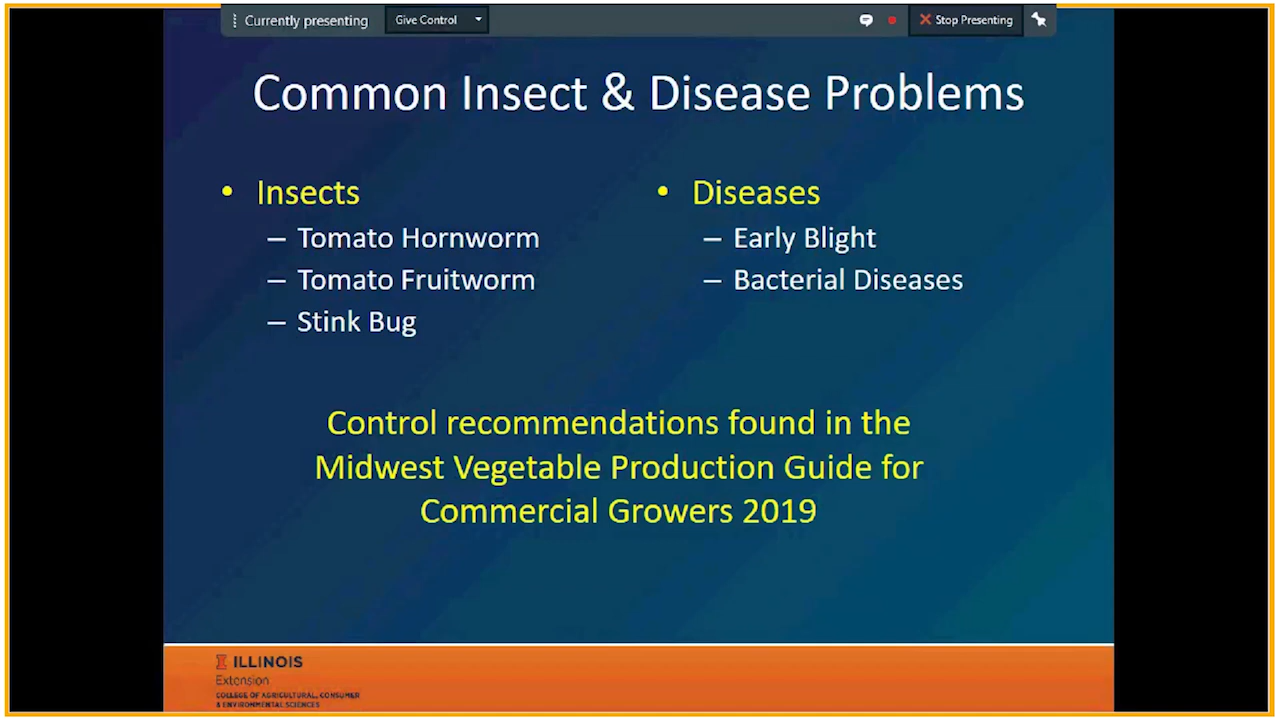 Currently presenting Give Control Stop Presenting
Common Insect & Disease Problems
• Insects
– Tomato Hornworm
– Tomato Fruitworm
– Stink Bug
• Diseases
– Early Blight
– Bacterial Diseases
Control recommendations found in the
Midwest Vegetable Production Guide for
Commercial Growers 2019
I ILLINOIS
Extension
COLLEGE OF AGRICULTURAL, CONSUMER
& ENVIRONMENTAL SCIENCES